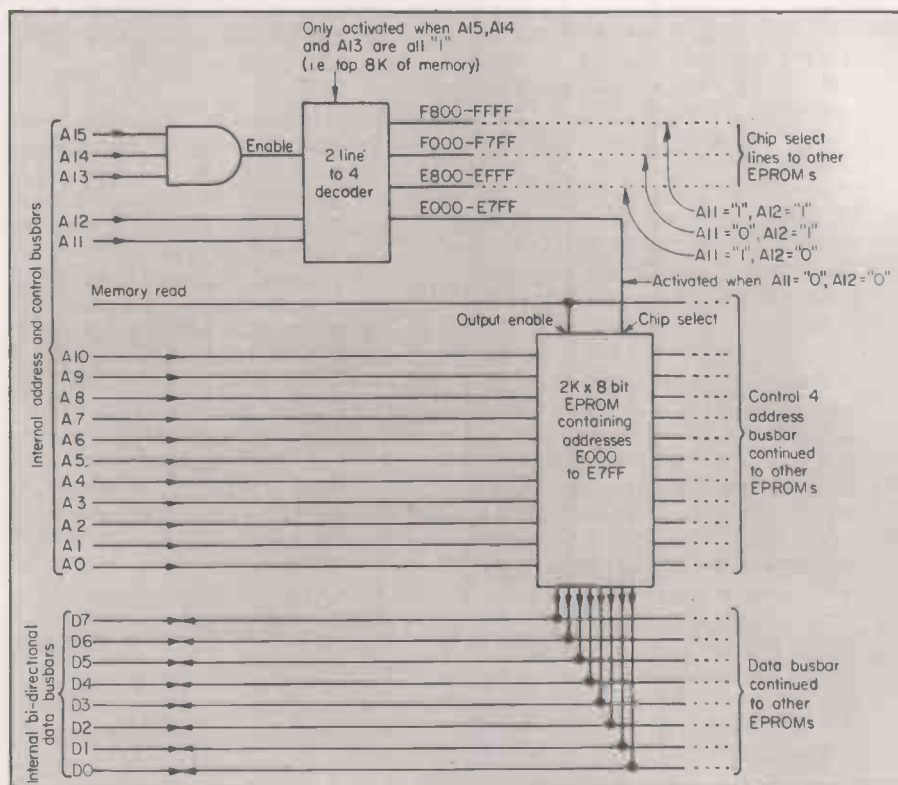 Only activated when A15, A14
and A13 are all "1"
(i.e top 8K of memory)
A15
A14
A13
Enable
A12
A11
2 line
to 4
decoder
F800-FFFF
F000-F7FF
E800-EFFF
E000-E7FF
Chip select
lines to other
EPROMs
A11="1", A12="1"
A11="0", A12="1"
A11="1", A12="0"
Activated when A11="0", A12="0"
Internal address and control busbars
Memory read
Output enable
Chip select
A10
A9
A8
A7
A6
A5
A4
A3
A2
A1
A0
2K x 8 bit
EPROM
containing
addresses
E000
to E7FF
Control 4
address
busbar
continued
to other
EPROMs
Internal bi-directional
data busbars
D7
D6
D5
D4
D3
D2
D1
D0
Data busbar
continued
to other
EPROMs